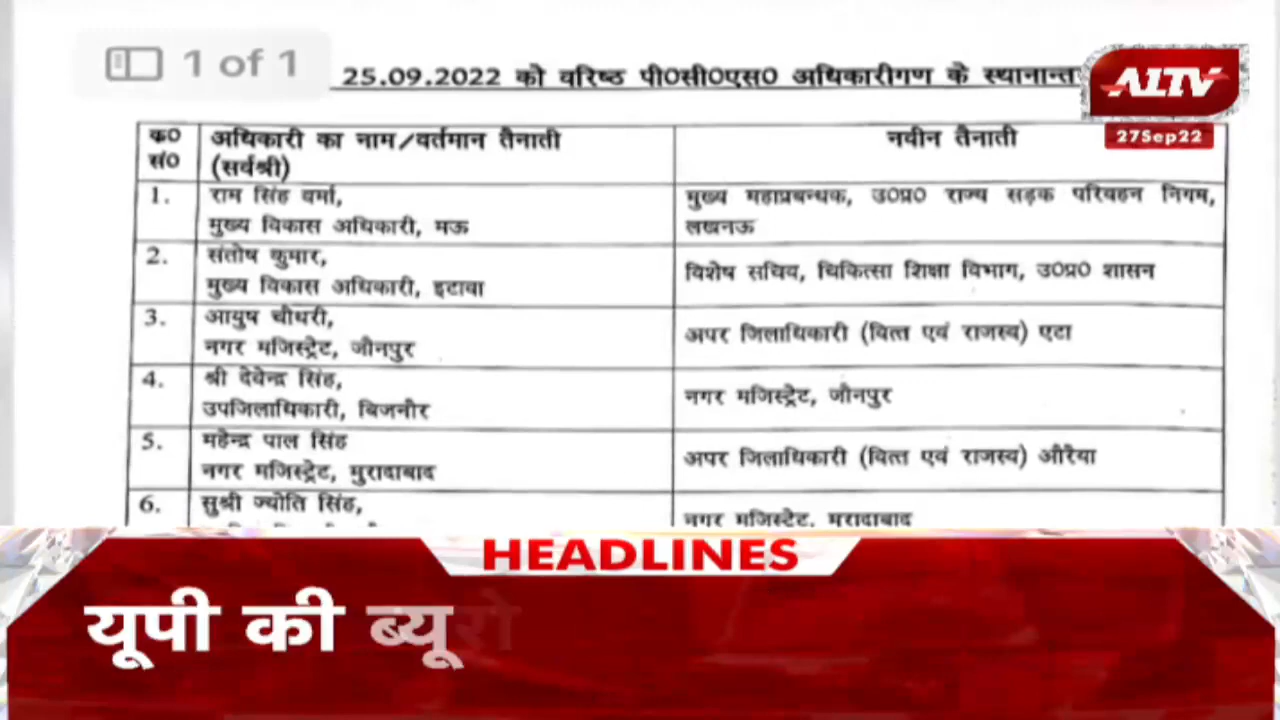 1 of 1
25.09.2022 को वरिष्ठ पी0सी0एस0 अधिकारीगण के स्थानान्त
ALTV
27Sep22
क0 सं0
अधिकारी का नाम/वर्तमान तैनाती
(सर्वश्री)
नवीन तैनाती
1.
राम सिंह वर्मा,
मुख्य विकास अधिकारी, मऊ
मुख्य महाप्रबन्धक, उ0प्र0 राज्य सड़क परिवहन निगम,
लखनऊ
2.
संतोष कुमार,
मुख्य विकास अधिकारी, इटावा
विशेष सचिव, चिकित्सा शिक्षा विभाग, उ0प्र0 शासन
3.
आयुष चौधरी,
नगर मजिस्ट्रेट, जौनपुर
अपर जिलाधिकारी (वित्त एवं राजस्व) एटा
4.
श्री देवेन्द्र सिंह,
उपजिलाधिकारी, बिजनौर
नगर मजिस्ट्रेट, जौनपुर
5.
महेन्द्र पाल सिंह
नगर मजिस्ट्रेट, मुरादाबाद
अपर जिलाधिकारी (वित्त एवं राजस्व) औरैया
6.
सुश्री ज्योति सिंह,
नगर मजिस्ट्रेट, मुरादाबाद
HEADLINES
यूपी की ब्यूरो